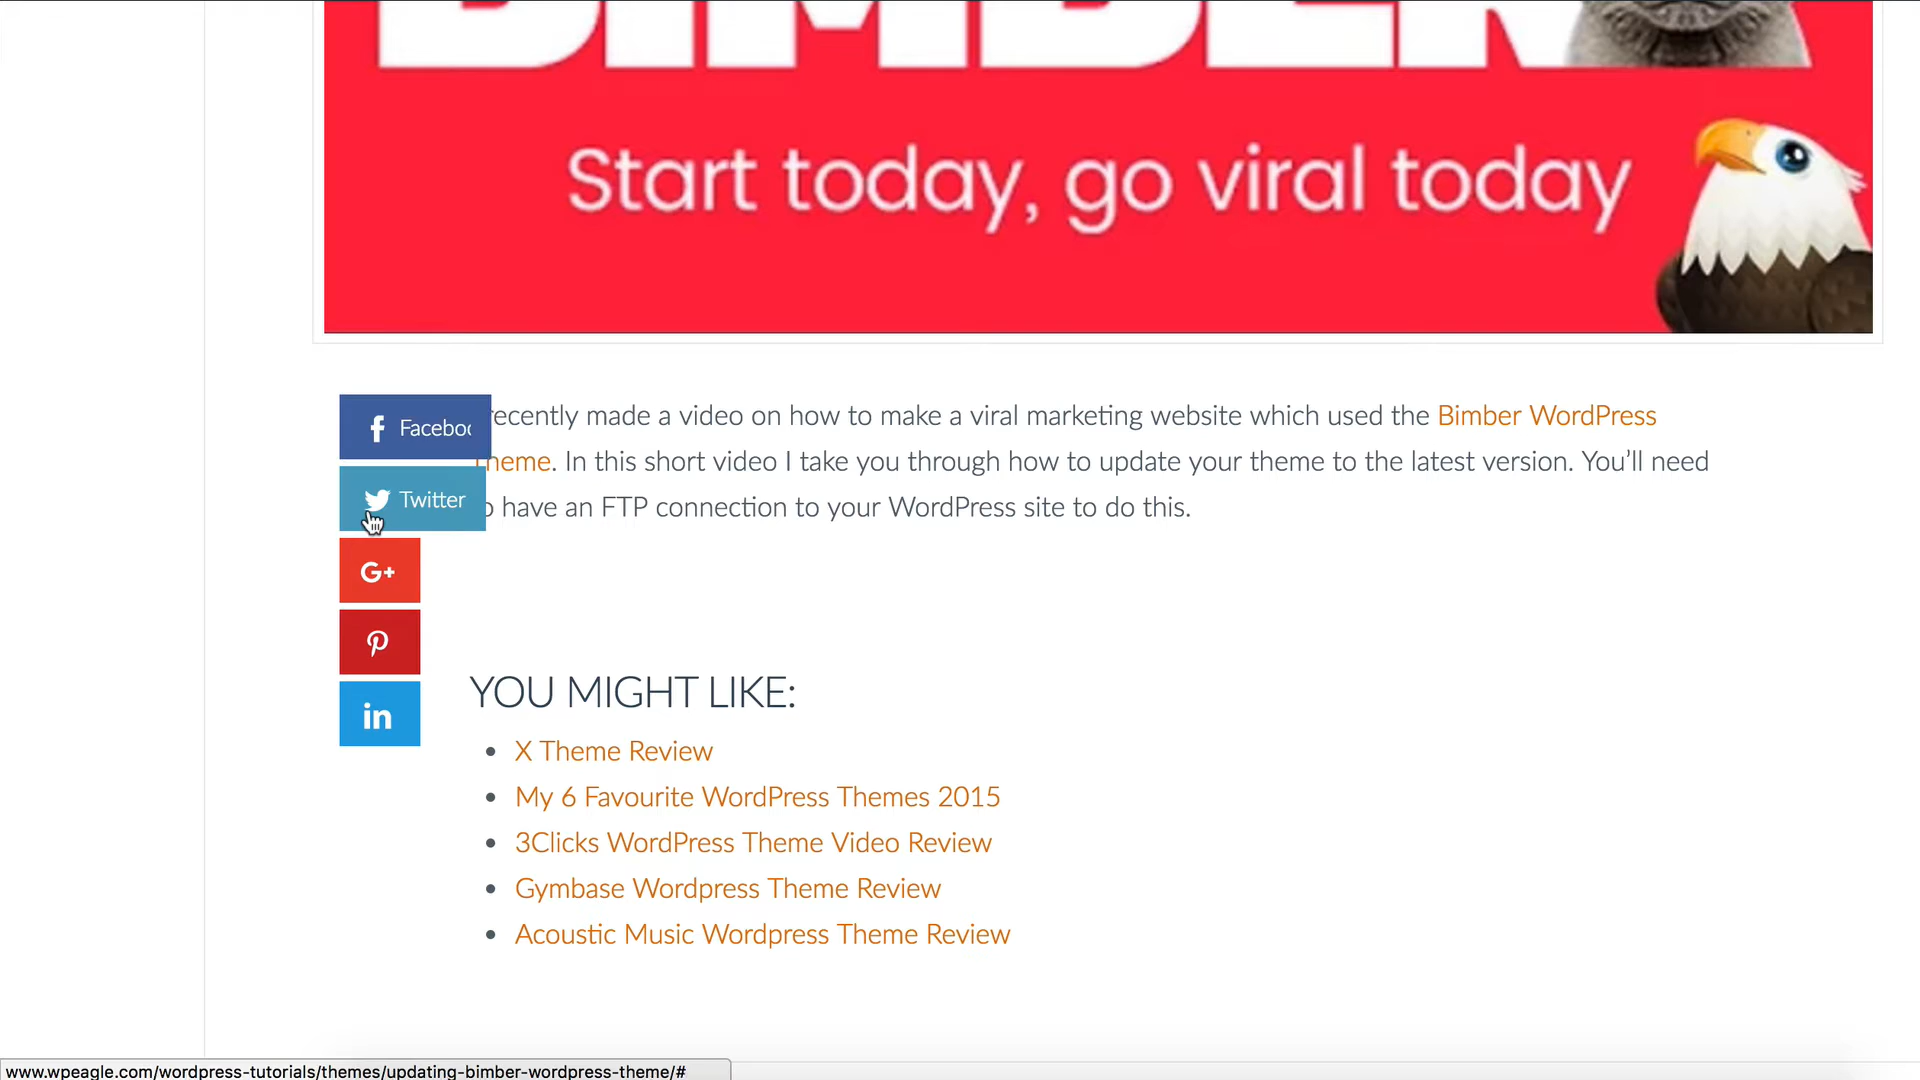 Start today, go viral today
Facebo
recently made a video on how to make a viral marketing website which used the Bimber WordPress
Theme. In this short video I take you through how to update your theme to the latest version. You’ll need
Twitter
have an FTP connection to your WordPress site to do this.
G+
in
YOU MIGHT LIKE:
• X Theme Review
• My 6 Favourite WordPress Themes 2015
• 3Clicks WordPress Theme Video Review
• Gymbase Wordpress Theme Review
• Acoustic Music Wordpress Theme Review
www.wpeagle.com/wordpress-tutorials/themes/updating-bimber-wordpress-theme/#